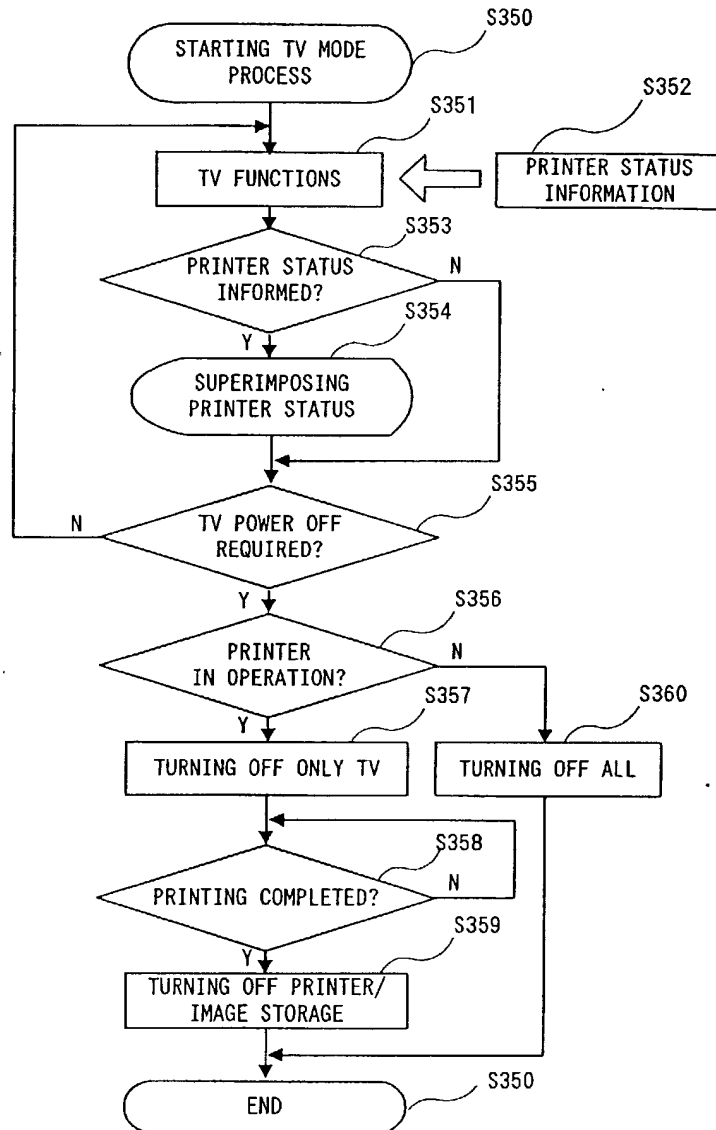 S350
STARTING TV MODE
PROCESS
S351
S352
TV FUNCTIONS
PRINTER STATUS
INFORMATION
S353
PRINTER STATUS
INFORMED?
N
Y
S354
SUPERIMPOSING
PRINTER STATUS
S355
TV POWER OFF
REQUIRED?
N
Y
S356
PRINTER
IN OPERATION?
N
Y
S357
S360
TURNING OFF ONLY TV
TURNING OFF ALL
S358
PRINTING COMPLETED?
N
Y
S359
TURNING OFF PRINTER/
IMAGE STORAGE
S350
END